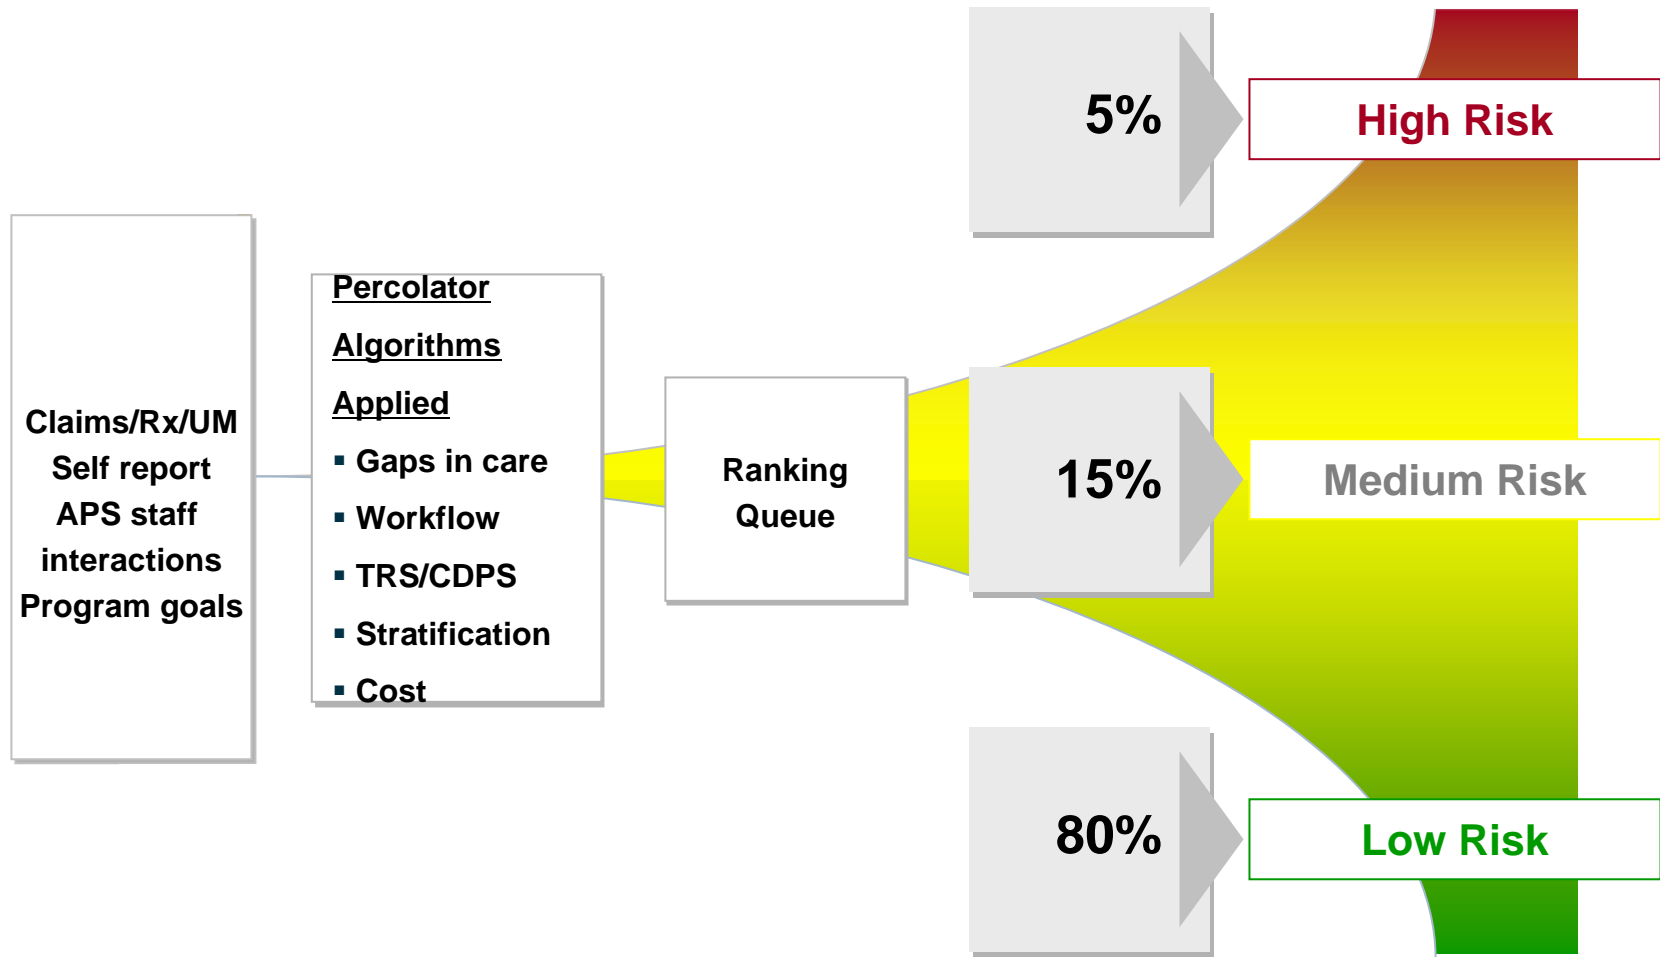 Claims/Rx/UM
Self report
APS staff
interactions
Program goals
Percolator
Algorithms
Applied
▪ Gaps in care
▪ Workflow
▪ TRS/CDPS
▪ Stratification
▪ Cost
Ranking
Queue
5%
High Risk
15%
Medium Risk
80%
Low Risk